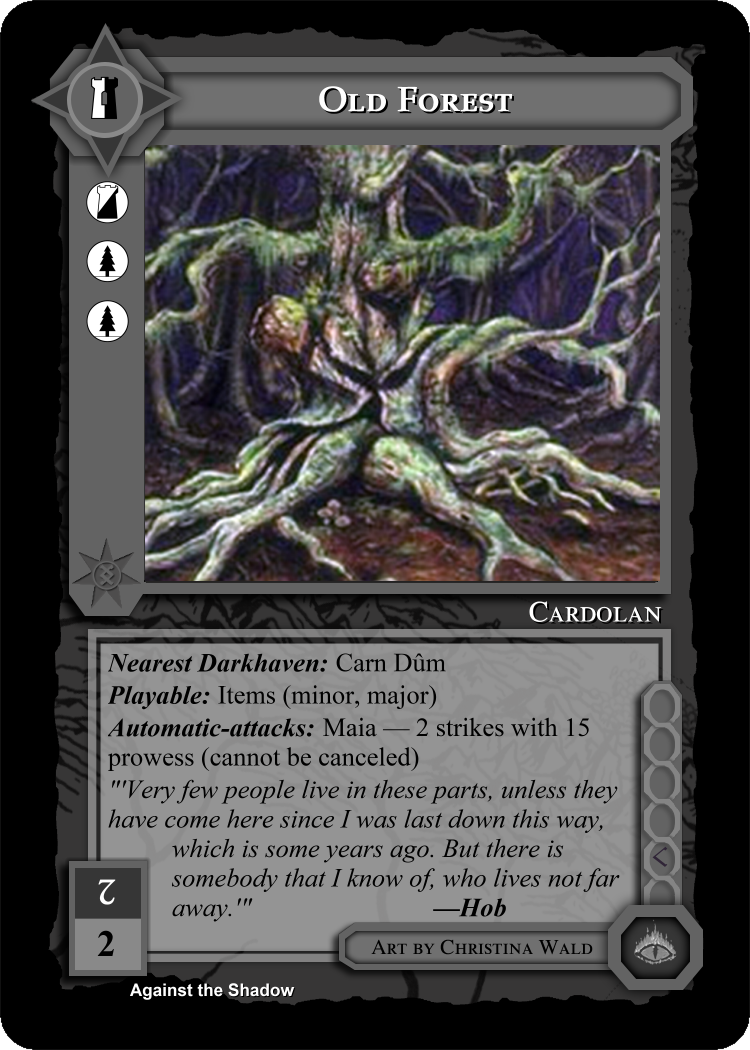 Old Forest
Cardolan
Nearest Darkhaven: Carn Dûm
Playable: Items (minor, major)
Automatic-attacks: Maia — 2 strikes with 15
prowess (cannot be canceled)
"'Very few people live in these parts, unless they
have come here since I was last down this way,
which is some years ago. But there is
somebody that I know of, who lives not far
away.'" —Hob
2
2
Art by Christina Wald
Against the Shadow